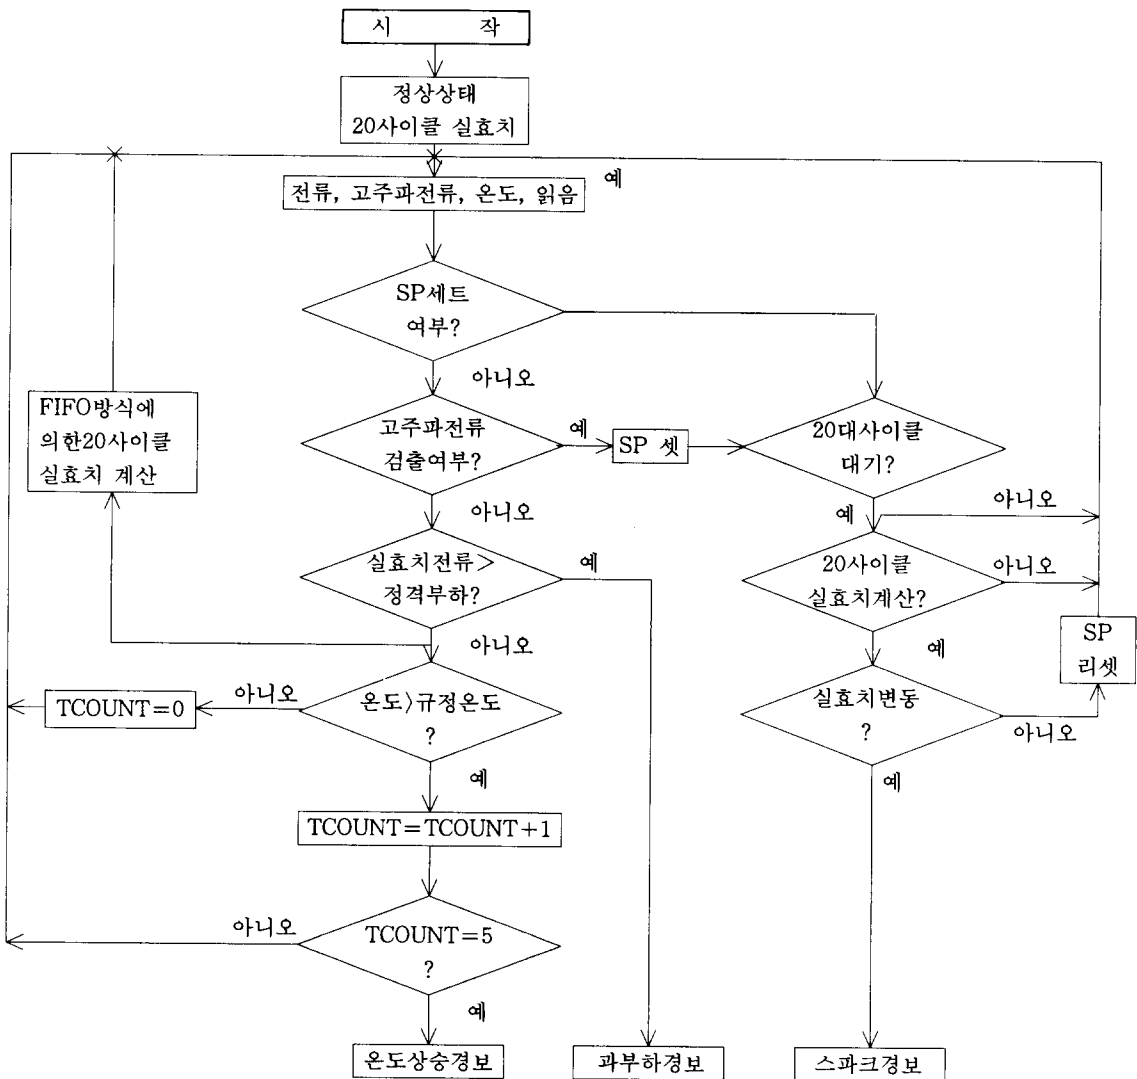 시 작
정상상태
20사이클 실효치
예
전류, 고주파전류, 온도, 읽음
SP세트
여부?
아니오
FIFO방식에
의한20사이클
실효치 계산
고주파전류
검출여부?
예
SP 셋
20대사이클
대기?
아니오
예
아니오
실효치전류>
정격부하?
예
20사이클
실효치계산?
아니오
아니오
예
SP
리셋
TCOUNT=0
아니오
온도>규정온도
?
실효치변동
?
아니오
예
예
TCOUNT=TCOUNT+1
아니오
TCOUNT=5
?
예
온도상승경보
과부하경보
스파크경보